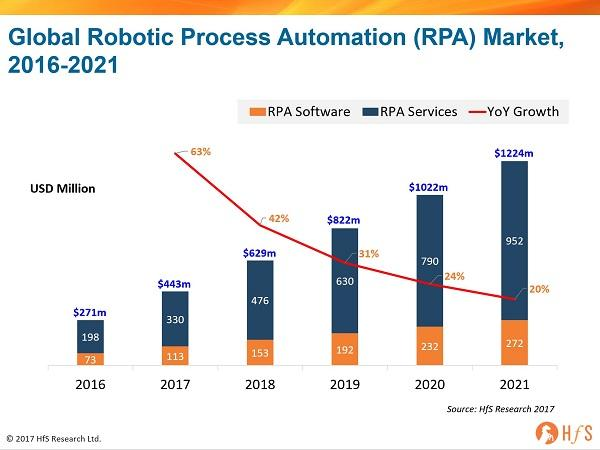 Global Robotic Process Automation (RPA) Market,
2016-2021
RPA Software RPA Services YoY Growth
USD Million
$271m $443m $629m $822m $1022m $1224m
63% 42% 31% 24% 20%
198 330 476 630 790 952
73 113 153 192 232 272
2016 2017 2018 2019 2020 2021
Source: HfS Research 2017
© 2017 HfS Research Ltd.
HfS